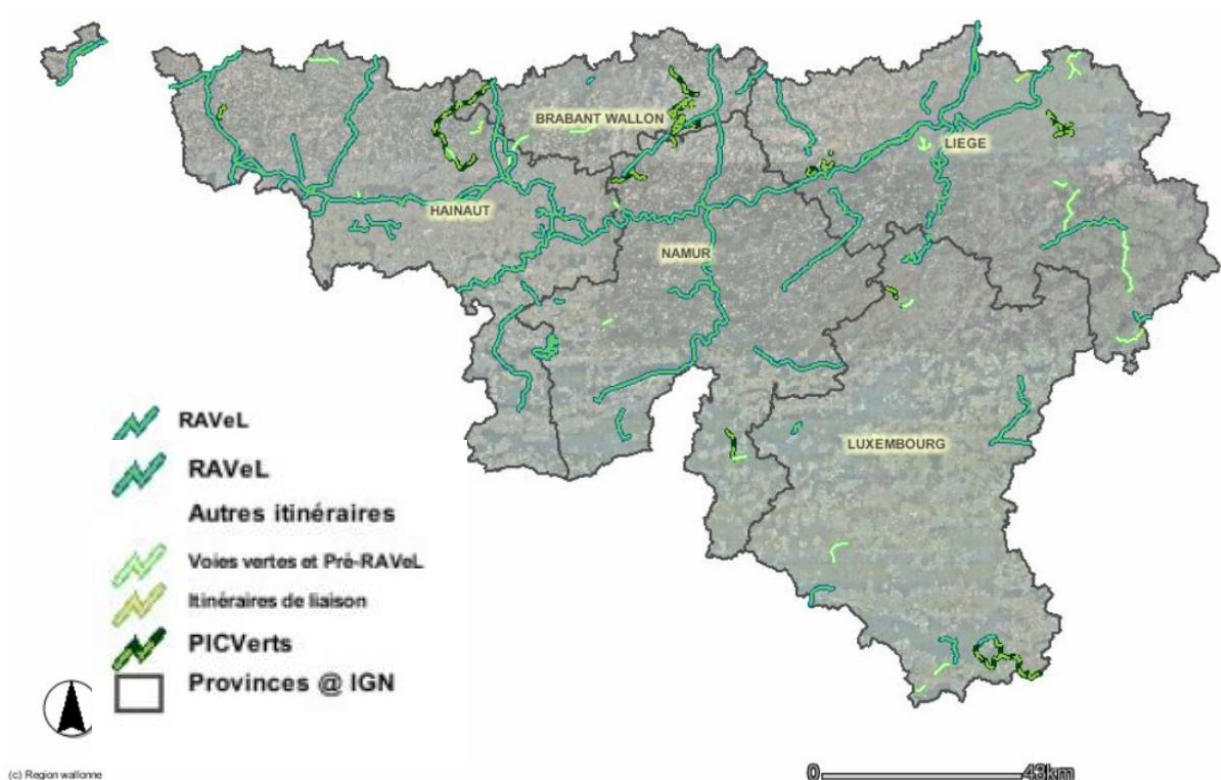 BRABANT WALLON
LIEGE
HAINAUT
NAMUR
LUXEMBOURG
RAVeL
RAVeL
Autres itinéraires
Voies vertes et Pré-RAVeL
Itinéraires de liaison
PICVerts
Provinces @ IGN
(c) Region wallonne
0 48km